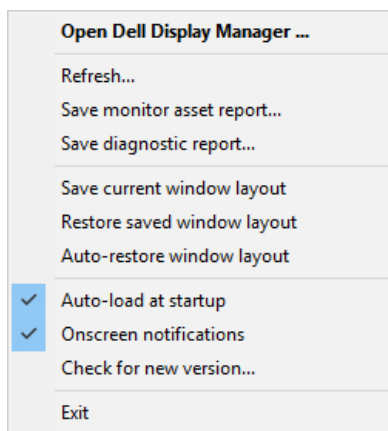 Open Dell Display Manager ...
Refresh...
Save monitor asset report...
Save diagnostic report...
Save current window layout
Restore saved window layout
Auto-restore window layout
Auto-load at startup
Onscreen notifications
Check for new version...
Exit